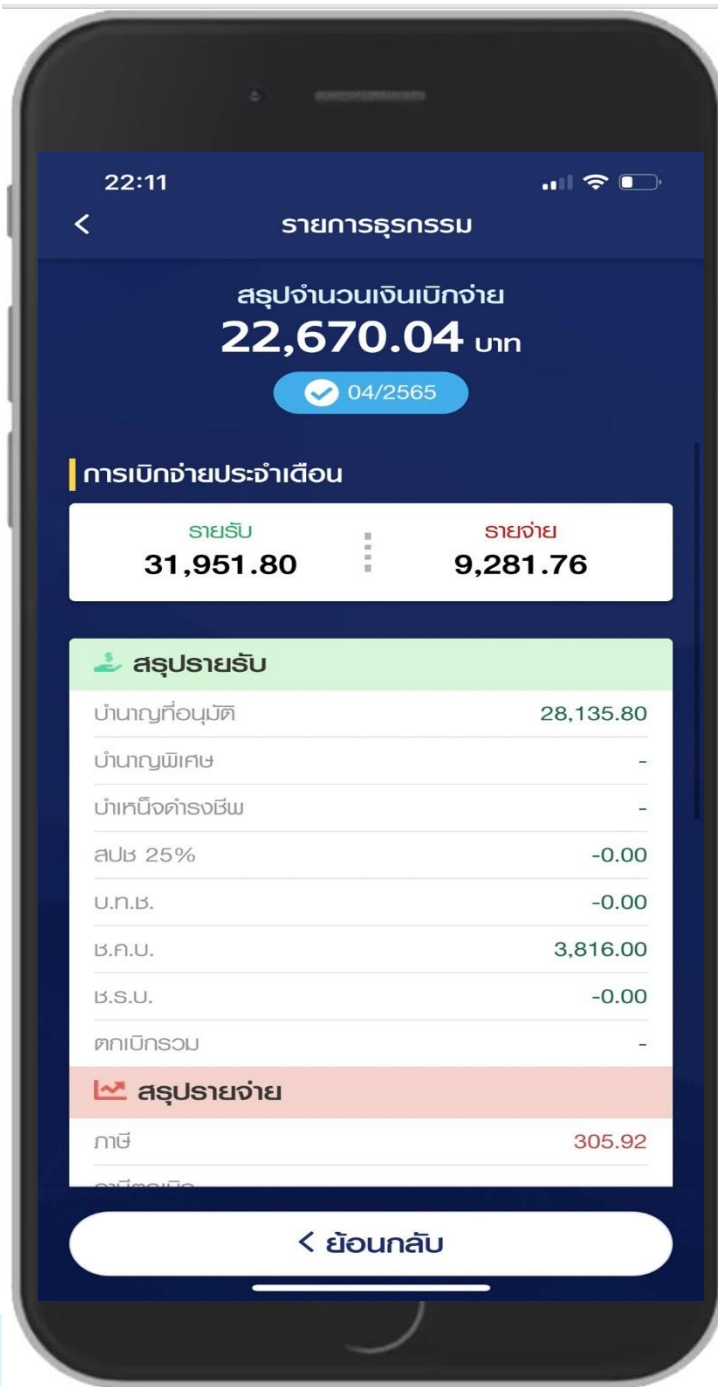 22:11
< รายการธุรกรรม
สรุปจำนวนเงินเบิกจ่าย
22,670.04 บาท
04/2565
การเบิกจ่ายประจำเดือน
รายรับ รายจ่าย
31,951.80 9,281.76
สรุปรายรับ
บำนาญที่อนุมัติ 28,135.80
บำนาญพิเศษ -
บำเหน็จดำรงชีพ -
สปช 25% -0.00
บ.ท.ช. -0.00
ช.ค.บ. 3,816.00
ช.ร.บ. -0.00
ตกเบิกรวม -
สรุปรายจ่าย
ภาษี 305.92
ภาษีตกเบิก
< ย้อนกลับ